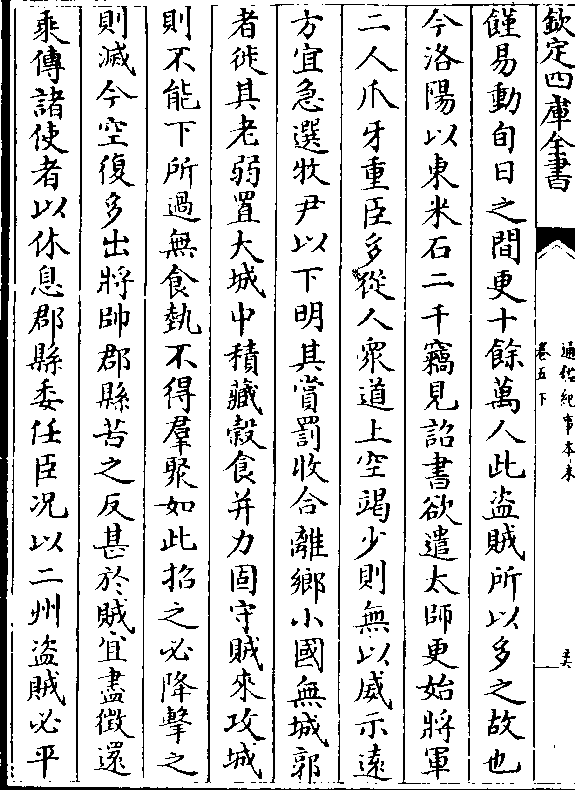 欽定四庫全書
通鑑紀事本末
卷五下
饉易動旬日之間更十餘萬人此盗賊所以多之故也
今洛陽以東米石二千竊見詔書欲遣太師更始將軍
二人爪牙重臣多從人衆道上空竭少則無以威示遠
方宜急選牧尹以下明其賞罰收合離鄉小國無城郭
者徙其老弱置大城中積藏穀食并力固守賊來攻城
則不能下所過無食埶不得羣聚如此招之必降擊之
則滅今空復多出將帥郡縣苦之反甚於賊宜盡徴還
乘傳諸使者以休息郡縣委任臣况以二州盗賊必平